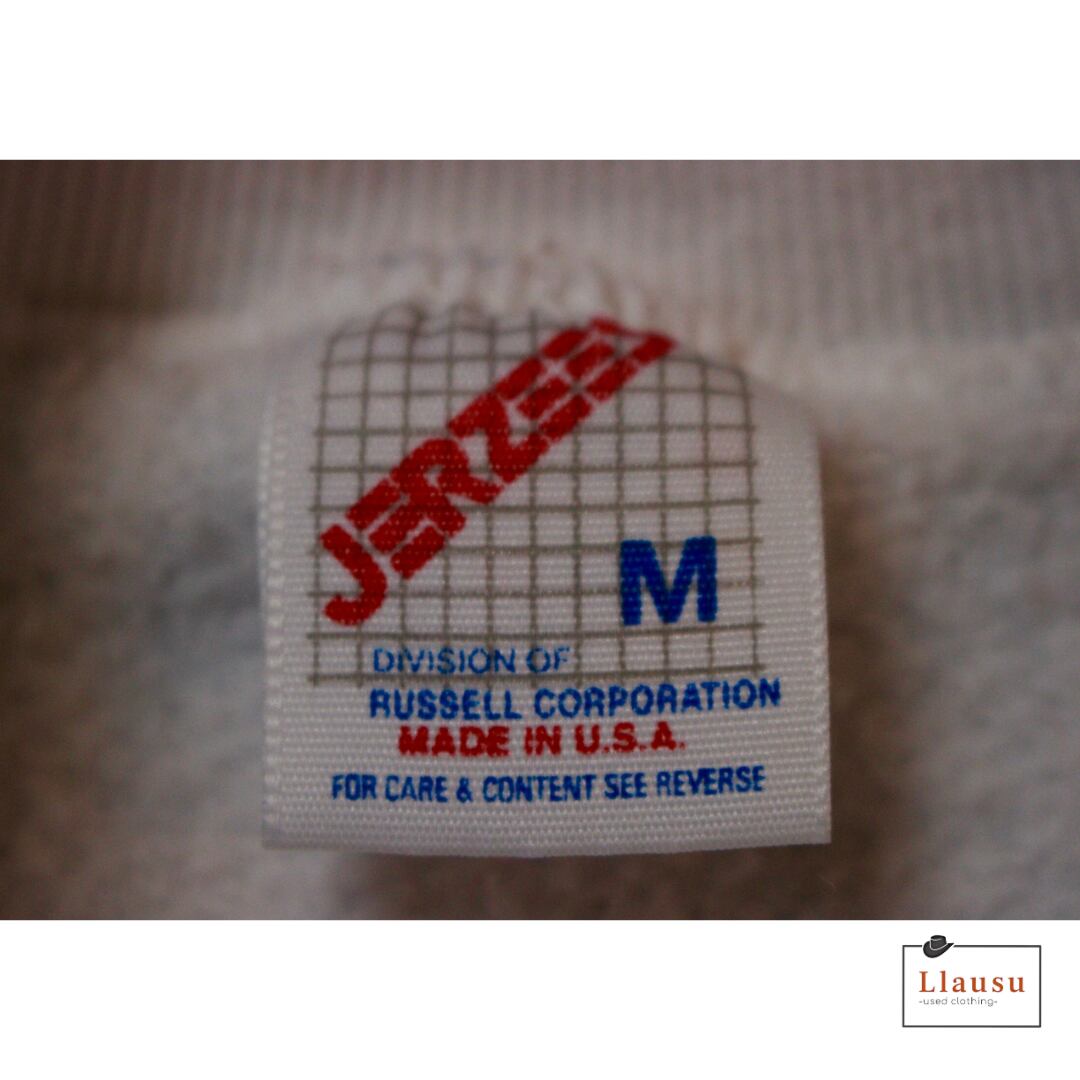 JERZEES
M
DIVISION OF
RUSSELL CORPORATION
MADE IN U.S.A.
FOR CARE & CONTENT SEE REVERSE
Llausu
-used clothing-